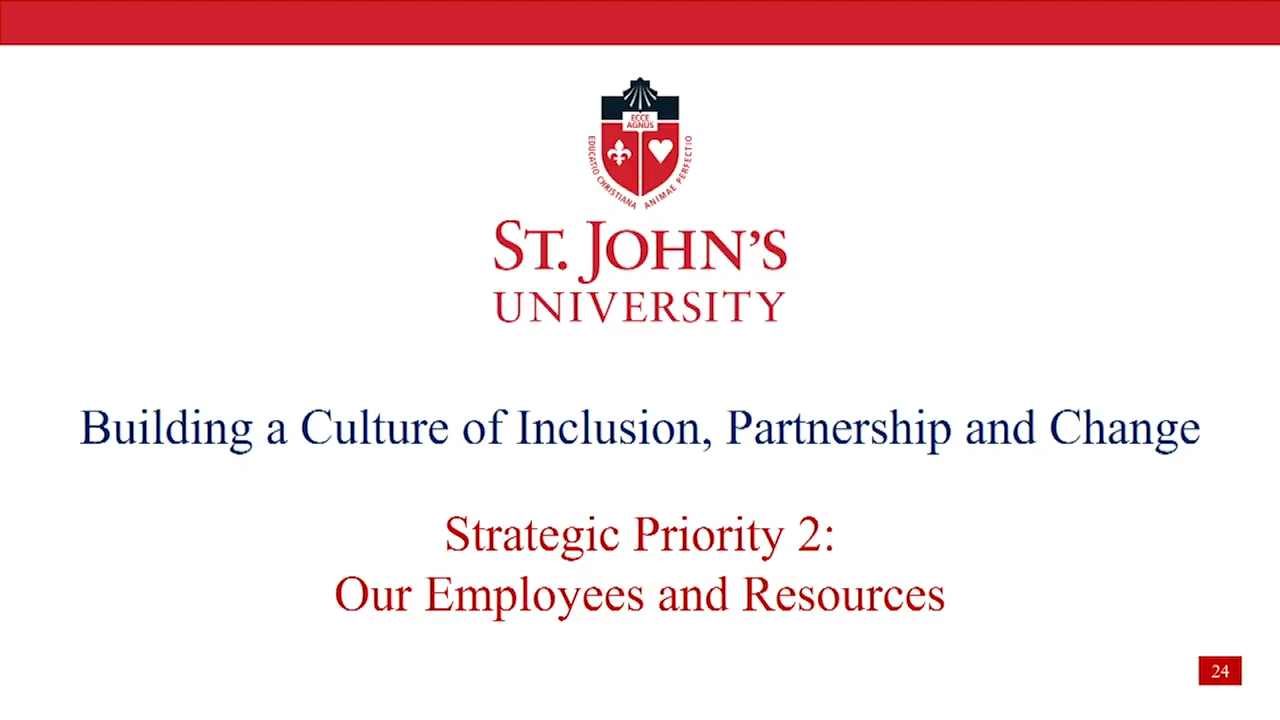 ECCE
AGNUS
EDUCATIO CHRISTIANA ANIMAE PERFECTIO
ST. JOHN'S
UNIVERSITY
Building a Culture of Inclusion, Partnership and Change
Strategic Priority 2:
Our Employees and Resources
24